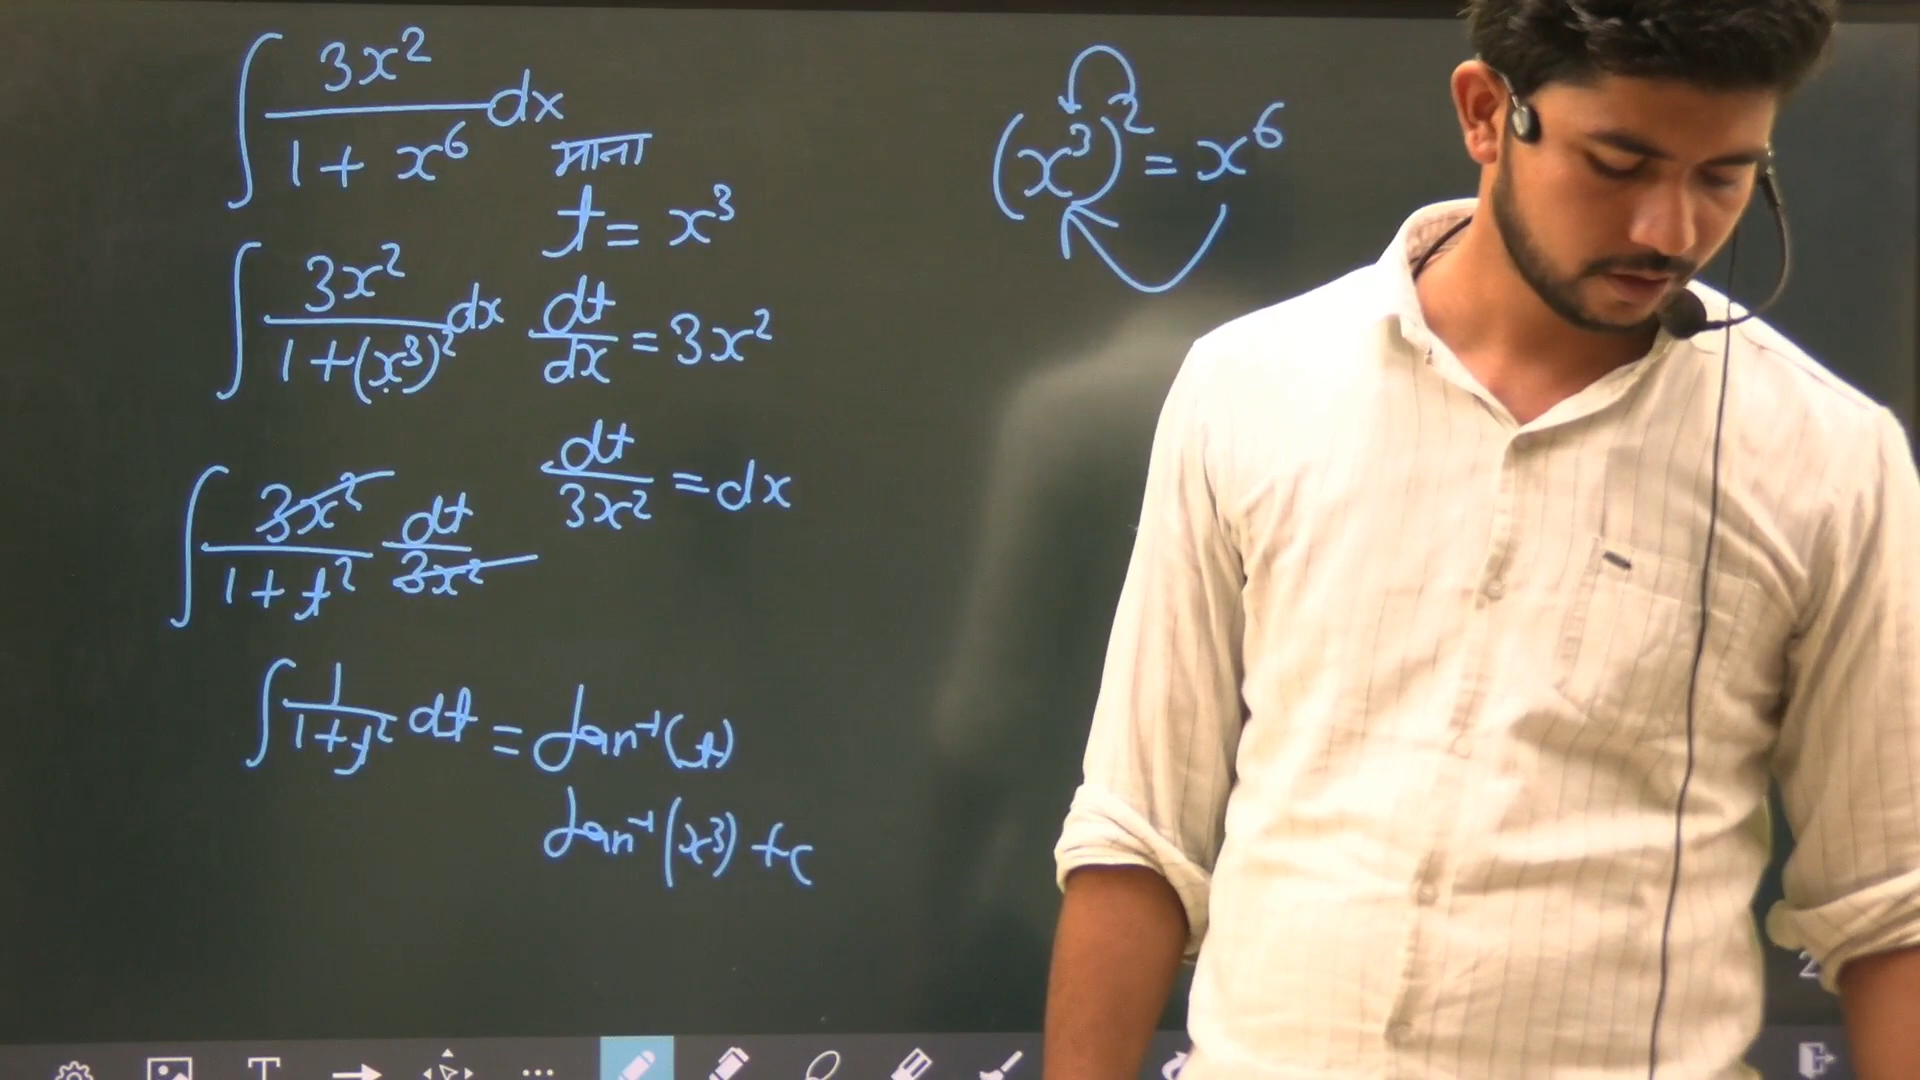 ∫ 3x² / 1 + x⁶ dx
माना
t = x³
∫ 3x² / 1 + (x³)² dx
dt / dx = 3x²
dt / 3x² = dx
∫ 3x² / 1 + t² dt / 3x²
∫ 1 / 1 + t² dt = tan⁻¹(t)
tan⁻¹(x³) + c
(x³)² = x⁶
T
2